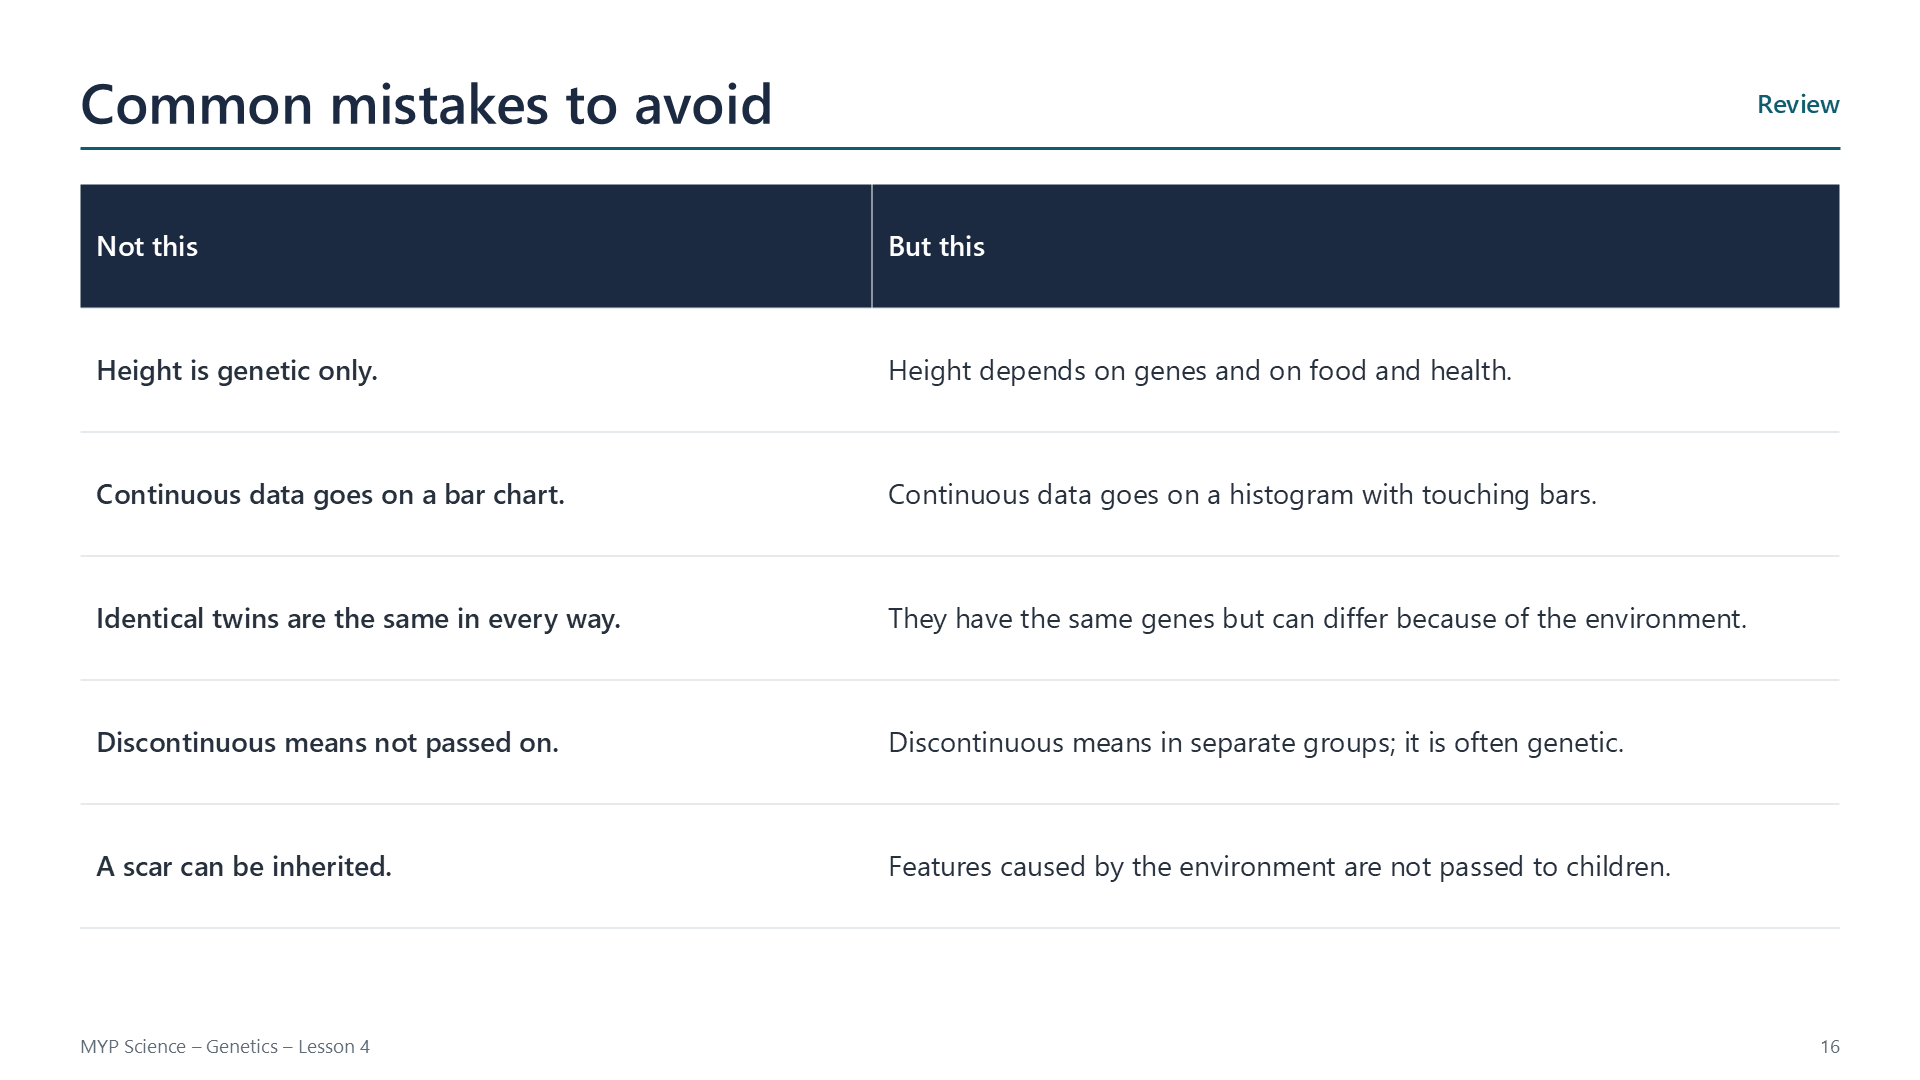 Common mistakes to avoid
Review
Not this
But this
Height is genetic only.
Height depends on genes and on food and health.
Continuous data goes on a bar chart.
Continuous data goes on a histogram with touching bars.
Identical twins are the same in every way.
They have the same genes but can differ because of the environment.
Discontinuous means not passed on.
Discontinuous means in separate groups; it is often genetic.
A scar can be inherited.
Features caused by the environment are not passed to children.
MYP Science – Genetics – Lesson 4
16